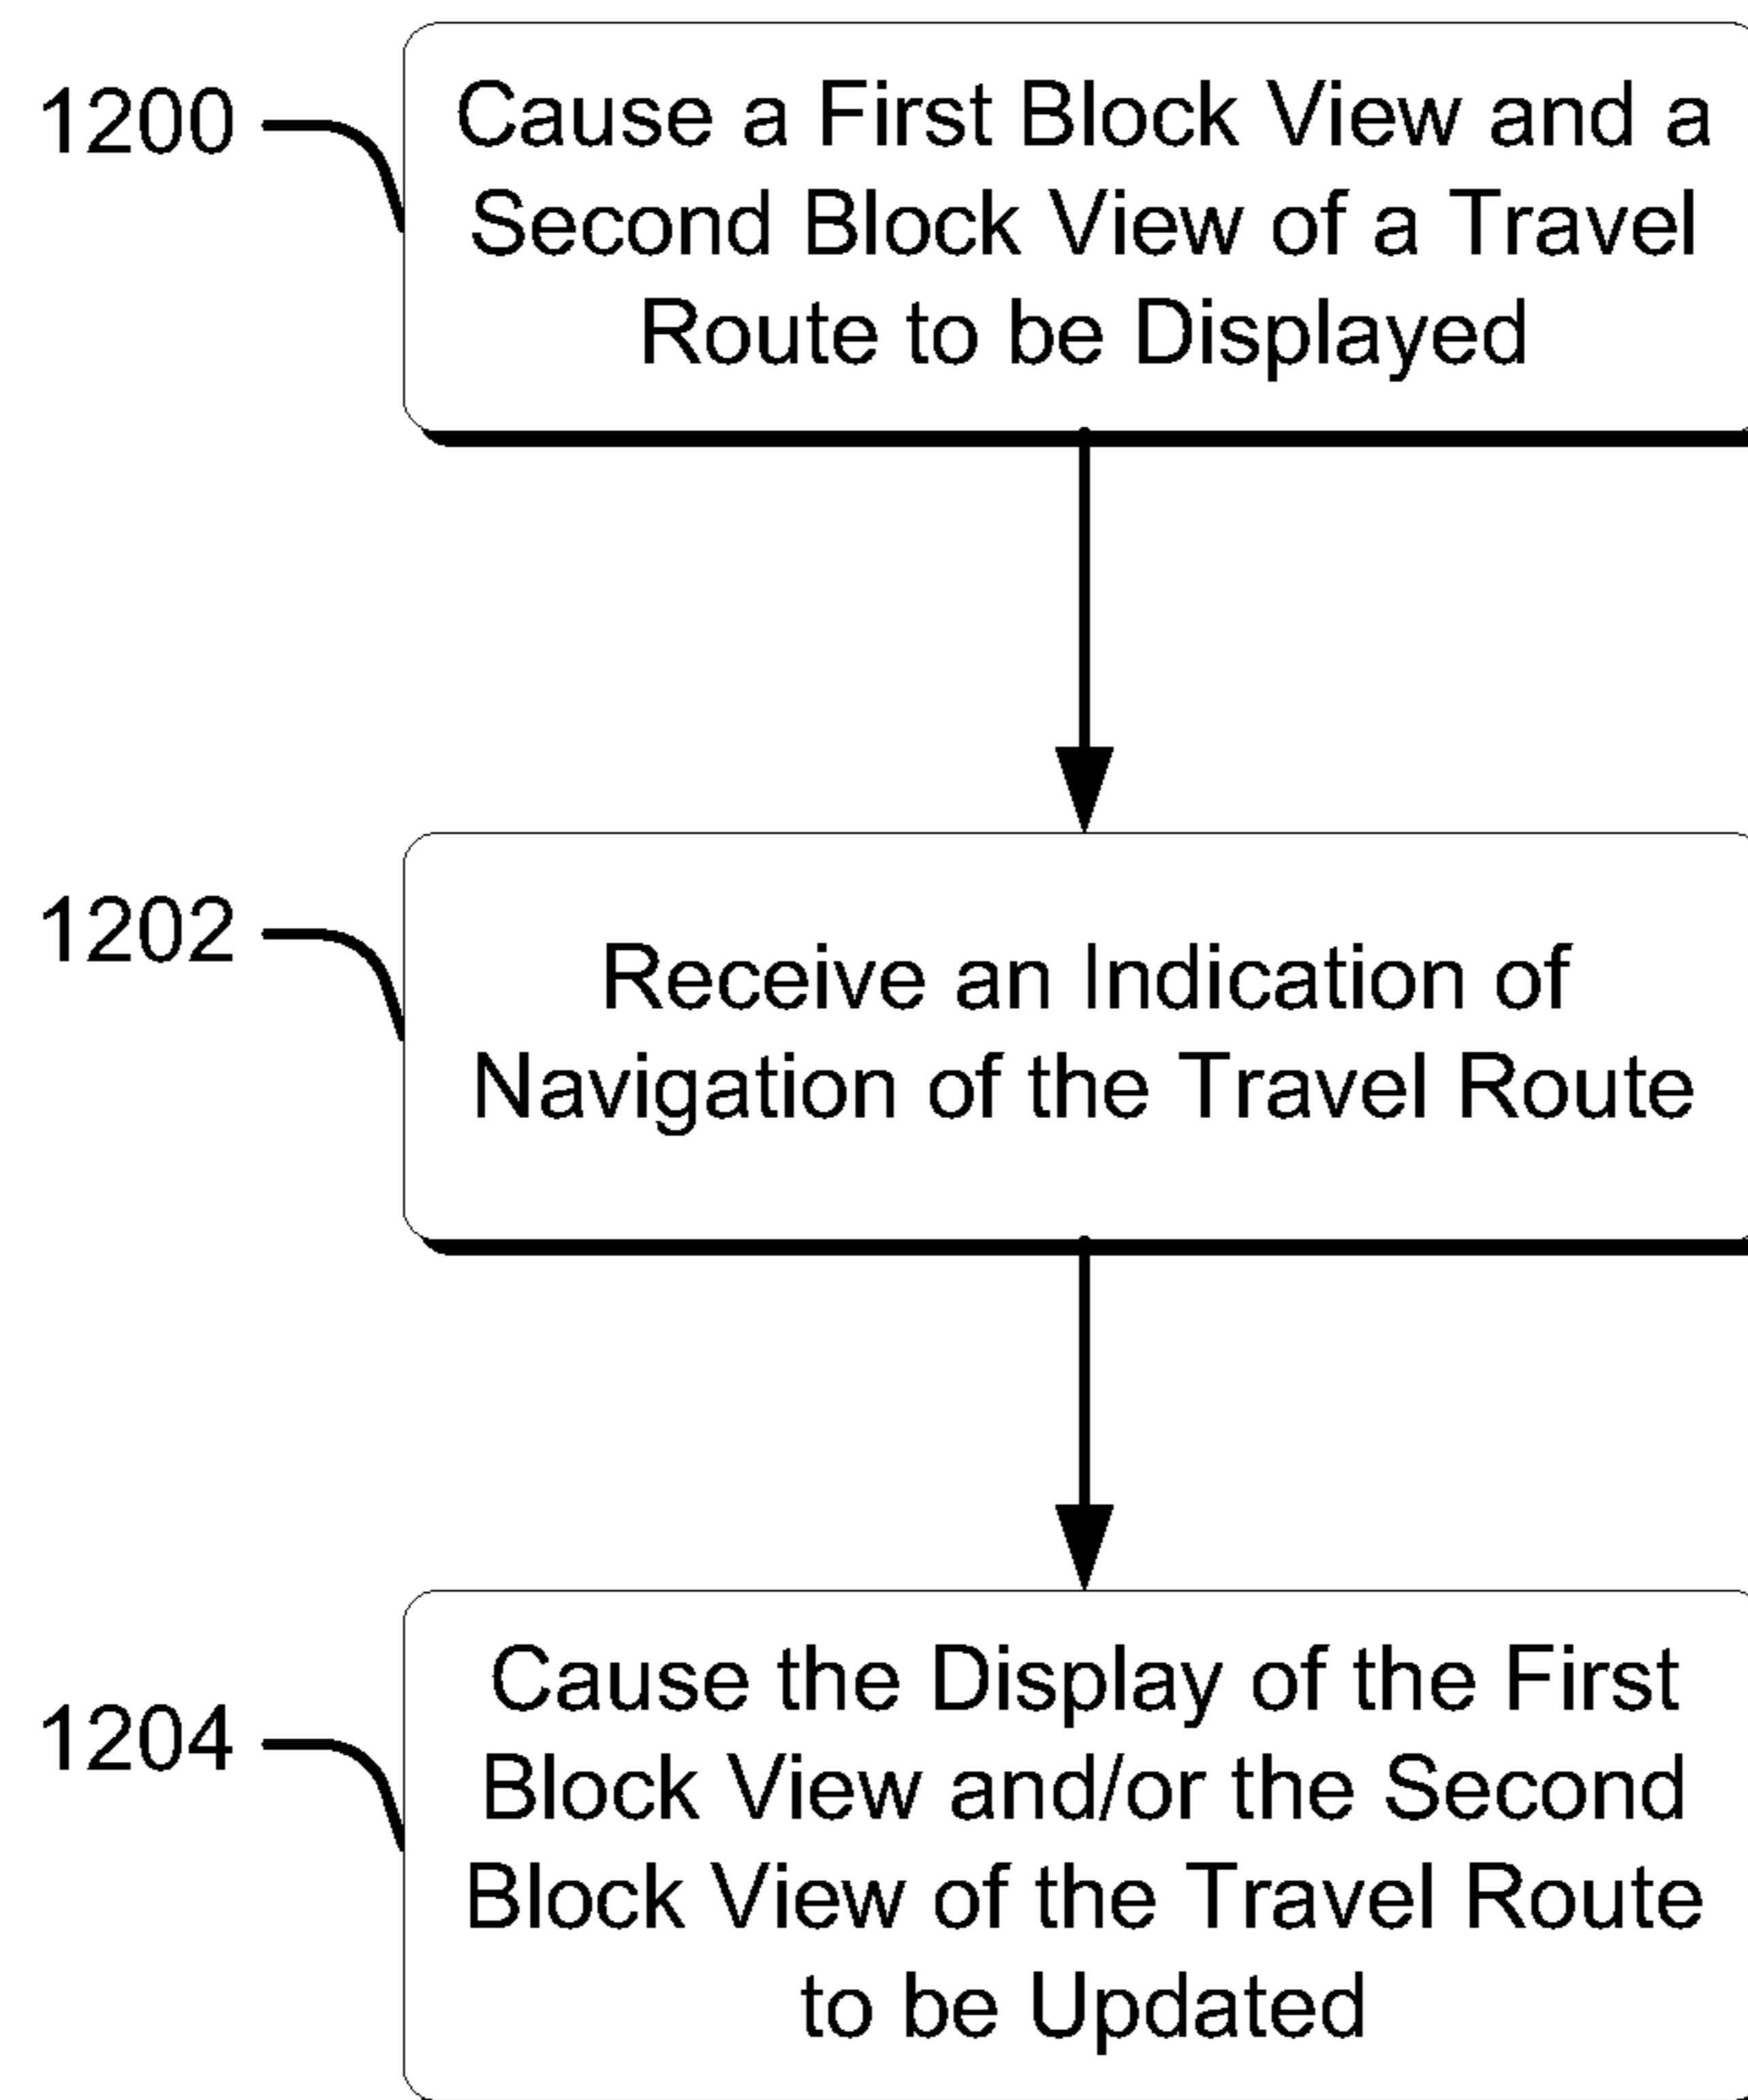 1200
Cause a First Block View and a
Second Block View of a Travel
Route to be Displayed
1202
Receive an Indication of
Navigation of the Travel Route
1204
Cause the Display of the First
Block View and/or the Second
Block View of the Travel Route
to be Updated